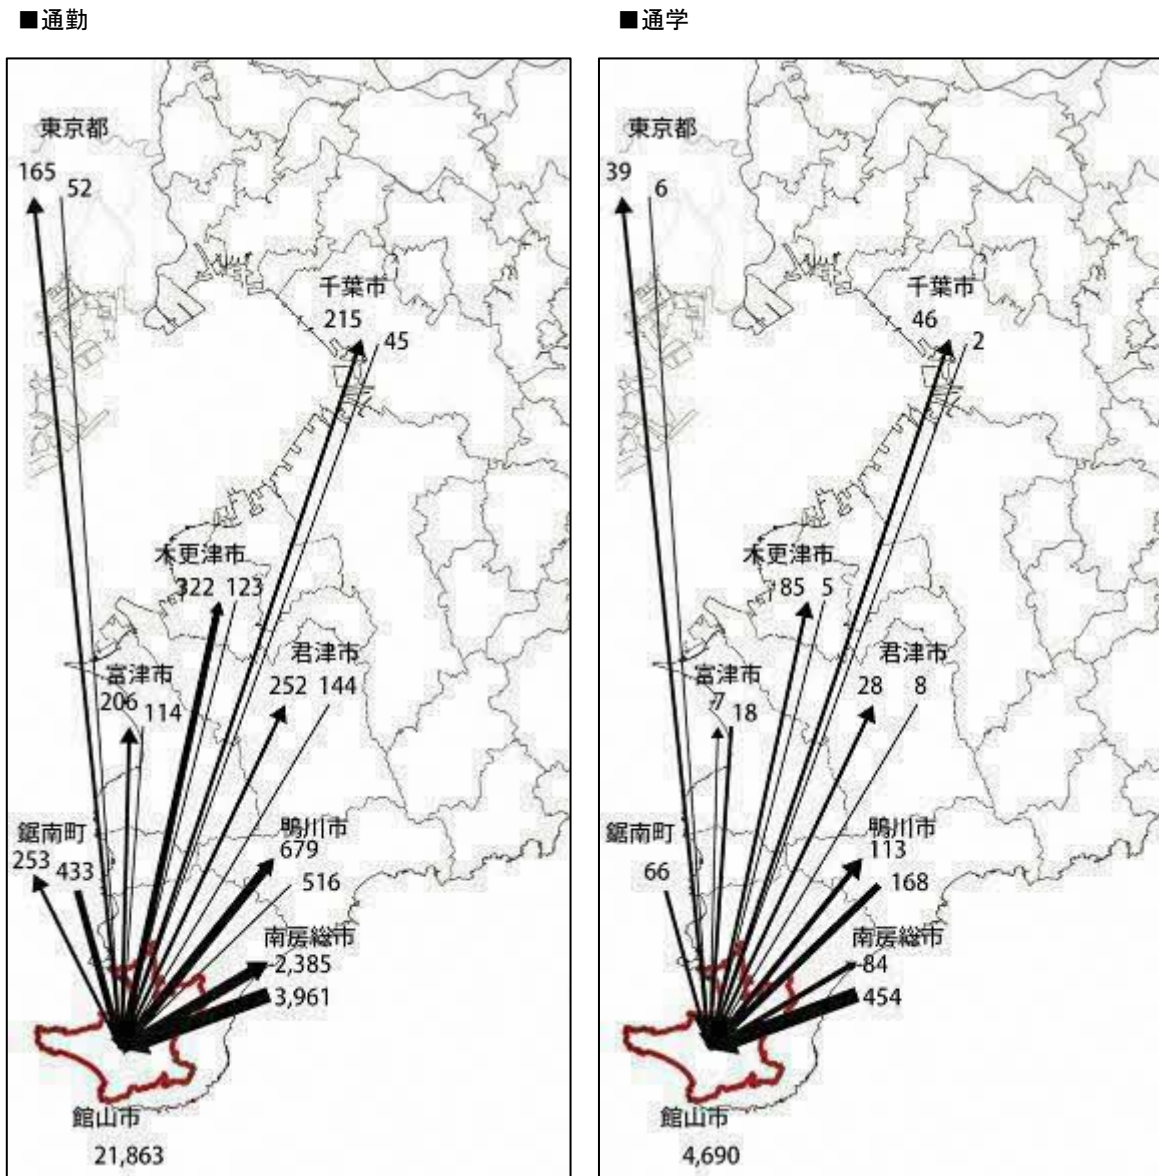 ■通勤
東京都
165 52
千葉市
215
45
木更津市
322 123
君津市
252 144
富津市
206
114
鴨川市
679
516
鋸南町
253
433
南房総市
2,385
3,961
館山市
21,863
■通学
東京都
39 6
千葉市
46
2
木更津市
85 5
君津市
28 8
富津市
7
18
鴨川市
113
168
鋸南町
66
南房総市
84
454
館山市
4,690